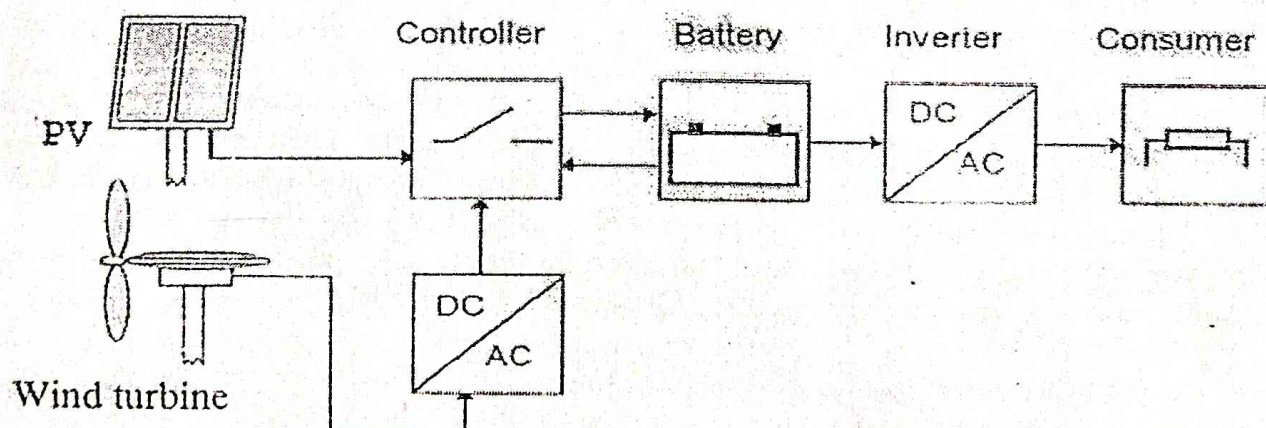 Controller
Battery
Inverter
Consumer
PV
DC
AC
DC
AC
Wind turbine